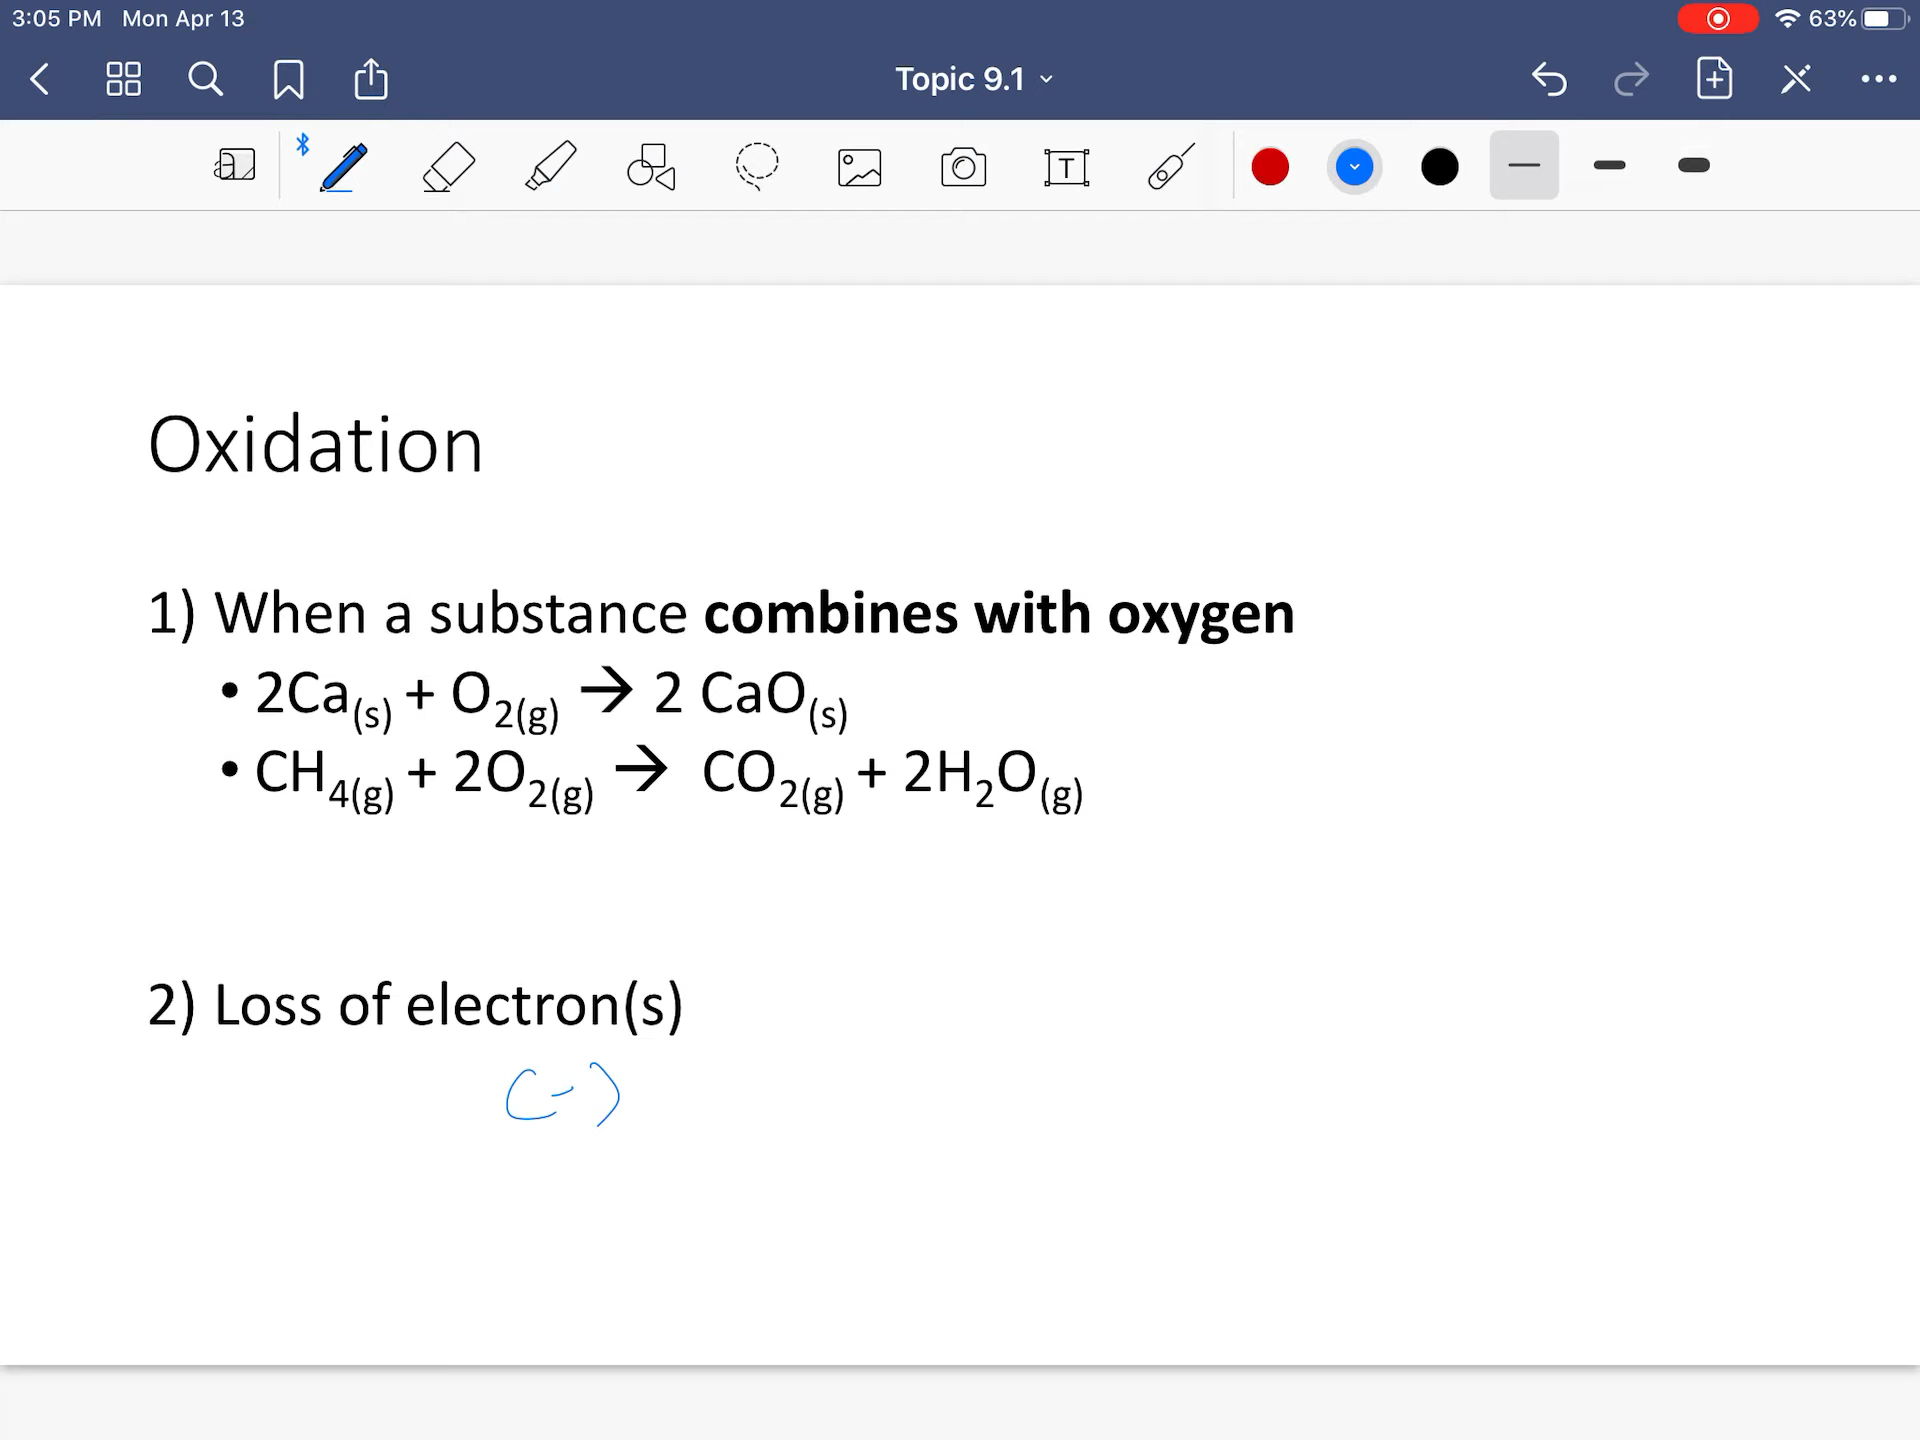 3:05 PM Mon Apr 13 63%
Topic 9.1
Oxidation
1) When a substance combines with oxygen
• 2Ca(s) + O2(g) → 2 CaO(s)
• CH4(g) + 2O2(g) → CO2(g) + 2H2O(g)
2) Loss of electron(s)
(-)